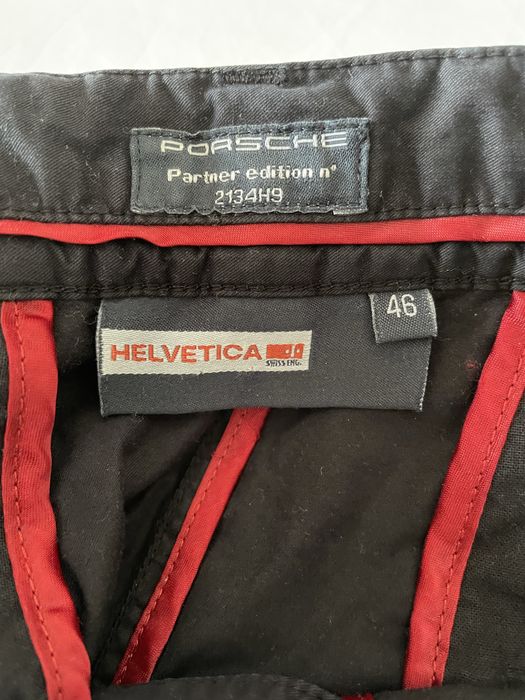 PORSCHE
Partner edition n°
2134H9
46
HELVETICA
SWISS ENG.